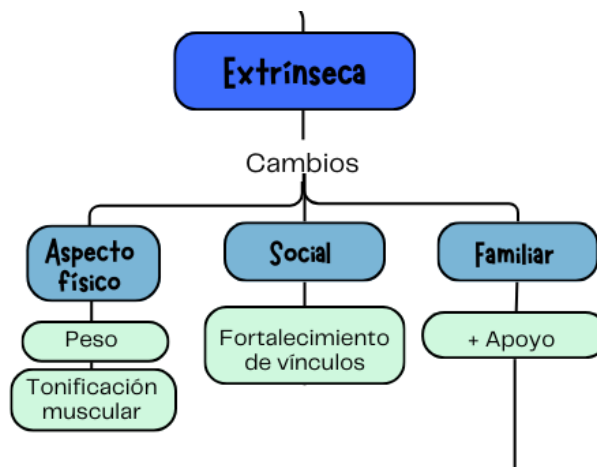 Extrínseca
Cambios
Aspecto
físico
Social
Familiar
Peso
Fortalecimiento
de vínculos
+ Apoyo
Tonificación
muscular